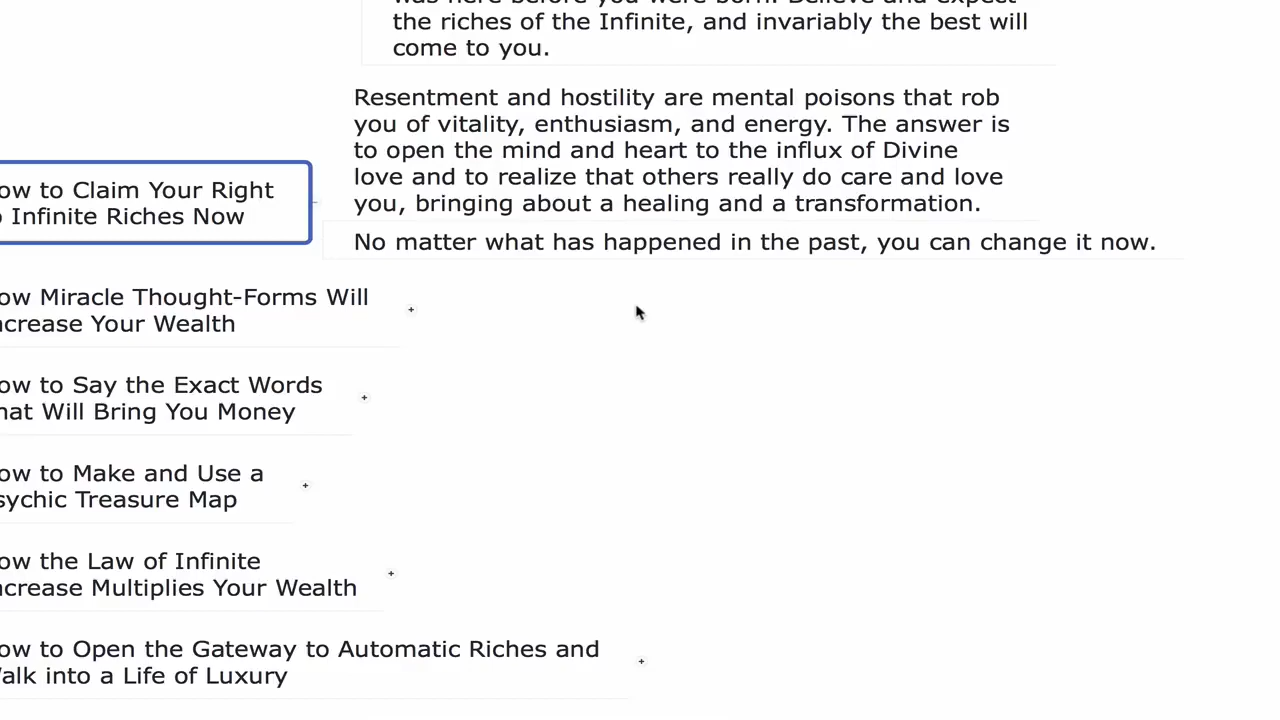 the riches of the Infinite, and invariably the best will
come to you.
Resentment and hostility are mental poisons that rob
you of vitality, enthusiasm, and energy. The answer is
to open the mind and heart to the influx of Divine
love and to realize that others really do care and love
you, bringing about a healing and a transformation.
ow to Claim Your Right
o Infinite Riches Now
No matter what has happened in the past, you can change it now.
ow Miracle Thought-Forms Will
ncrease Your Wealth
ow to Say the Exact Words
hat Will Bring You Money
ow to Make and Use a
sychic Treasure Map
ow the Law of Infinite
ncrease Multiplies Your Wealth
ow to Open the Gateway to Automatic Riches and
alk into a Life of Luxury